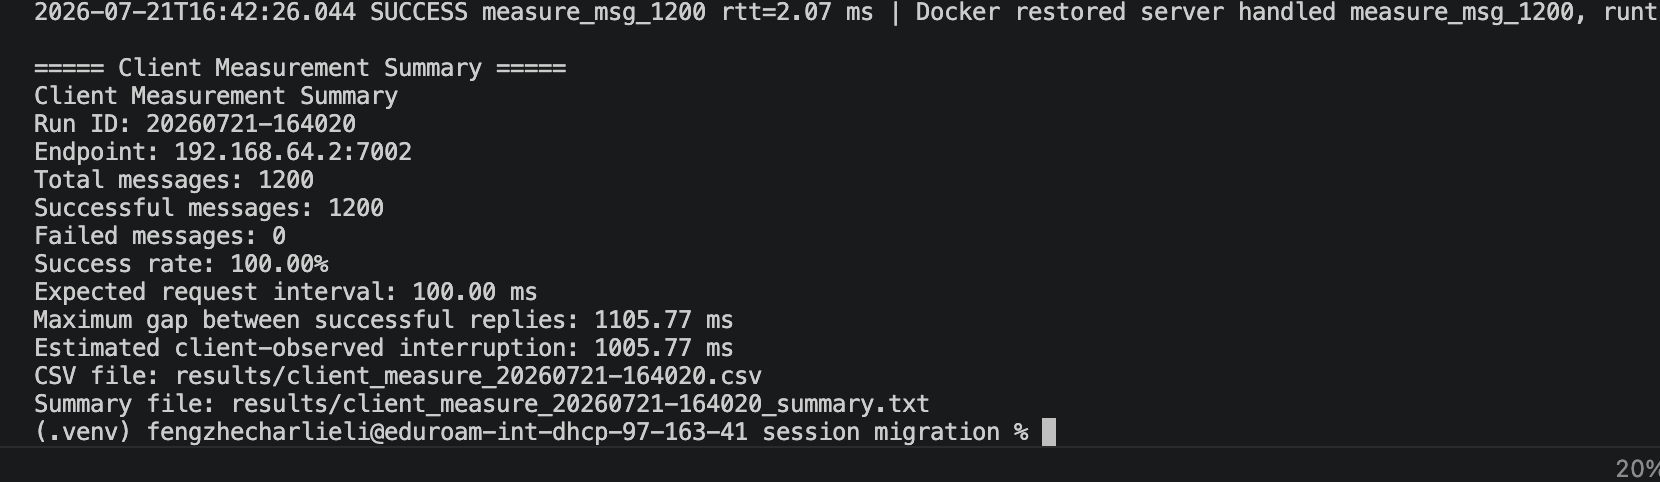 2026-07-21T16:42:26.044 SUCCESS measure_msg_1200 rtt=2.07 ms | Docker restored server handled measure_msg_1200, runt
===== Client Measurement Summary =====
Client Measurement Summary
Run ID: 20260721-164020
Endpoint: 192.168.64.2:7002
Total messages: 1200
Successful messages: 1200
Failed messages: 0
Success rate: 100.00%
Expected request interval: 100.00 ms
Maximum gap between successful replies: 1105.77 ms
Estimated client-observed interruption: 1005.77 ms
CSV file: results/client_measure_20260721-164020.csv
Summary file: results/client_measure_20260721-164020_summary.txt
(.venv) fengzhecharlieli@eduroam-int-dhcp-97-163-41 session migration %
20%